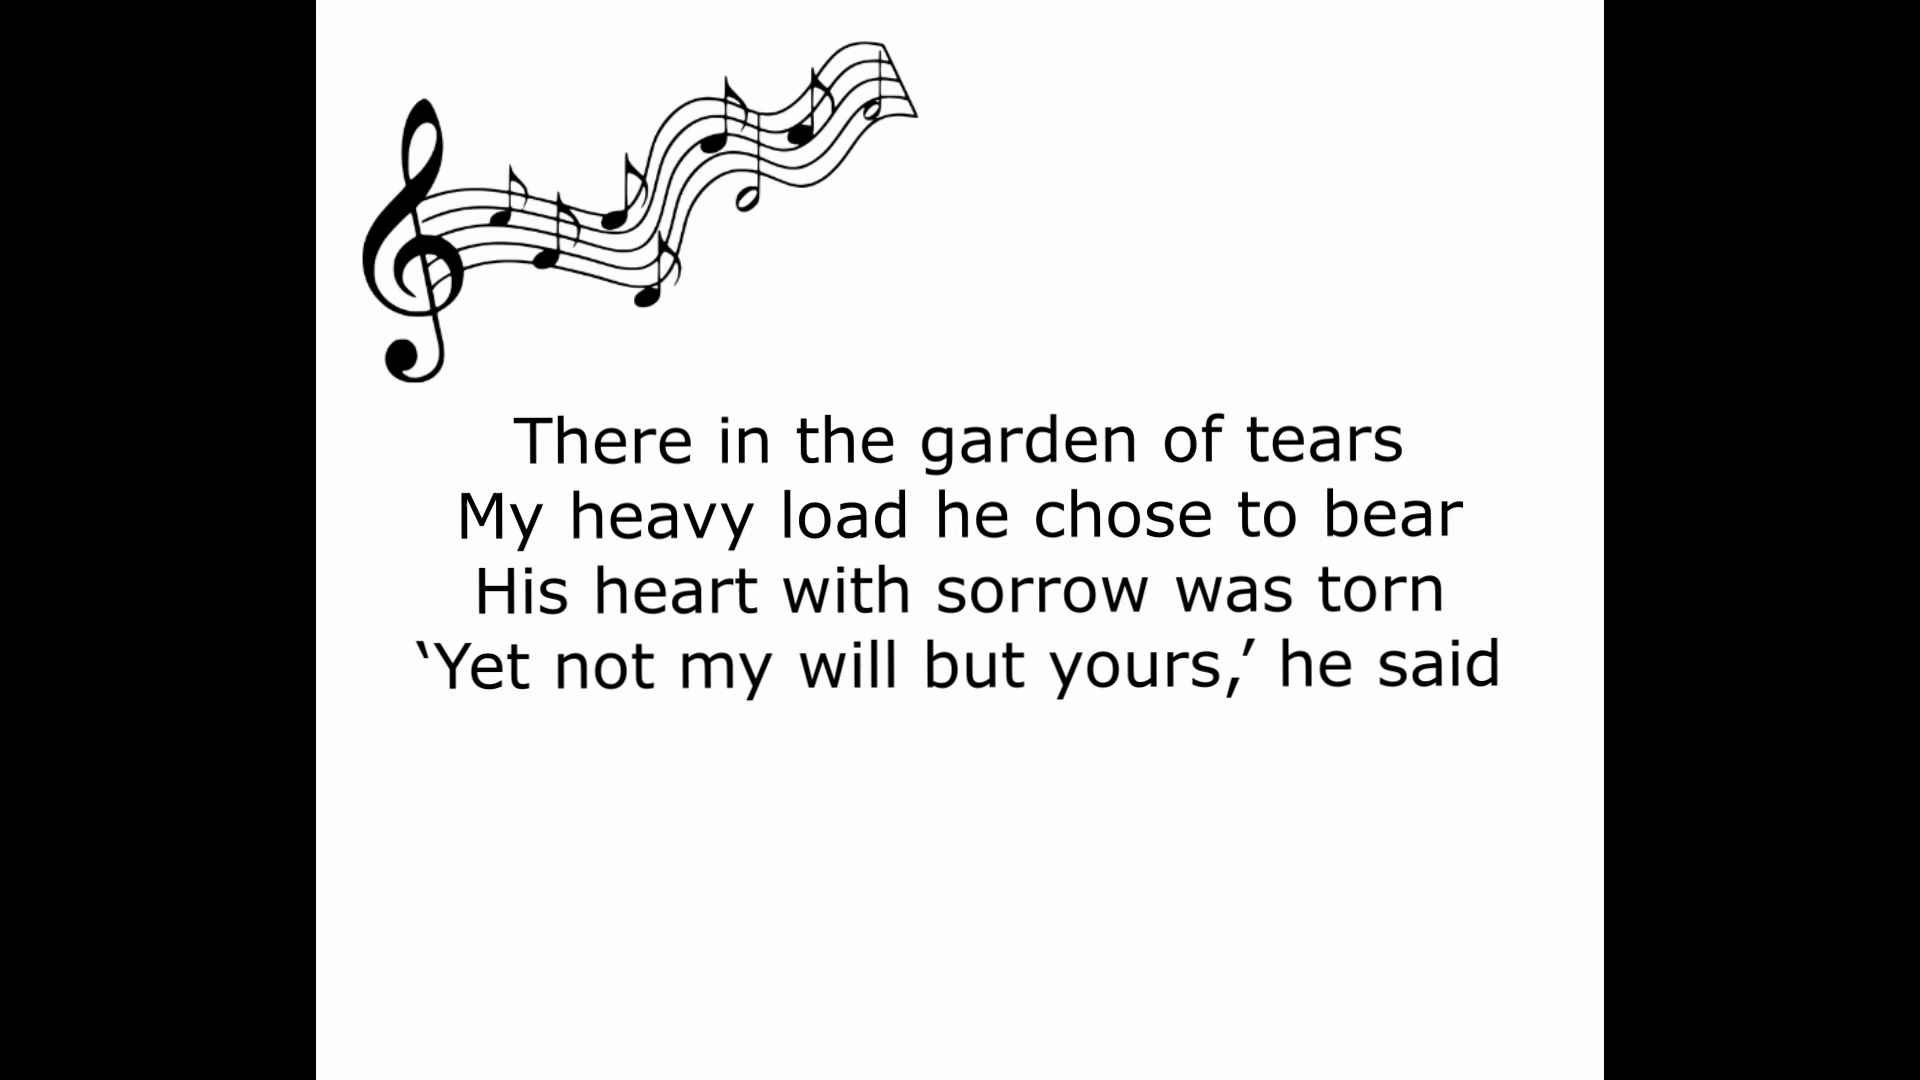 There in the garden of tears
My heavy load he chose to bear
His heart with sorrow was torn
‘Yet not my will but yours,’ he said